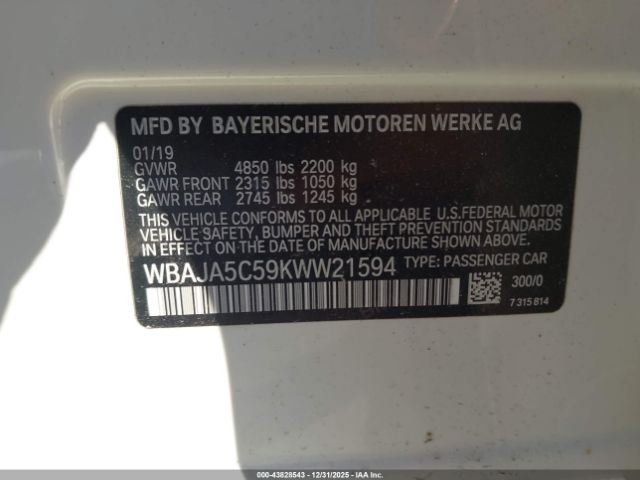 MFD BY BAYERISCHE MOTOREN WERKE AG
01/19
GVWR 4850 lbs 2200 kg
GAWR FRONT 2315 lbs 1050 kg
GAWR REAR 2745 lbs 1245 kg
THIS VEHICLE CONFORMS TO ALL APPLICABLE U.S.FEDERAL MOTOR
VEHICLE SAFETY, BUMPER, AND THEFT PREVENTION
STANDARDS IN EFFECT ON THE DATE OF MANUFACTURE SHOWN ABOVE.
WBAJA5C59KWW21594 TYPE: PASSENGER CAR
300/0
7 315 814
000-43828543 - 12/31/2025 - IAAI.COM